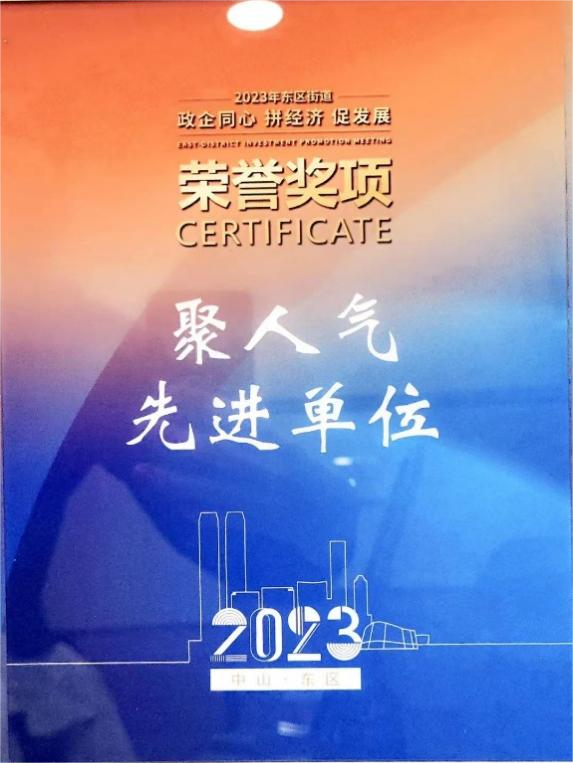 2023年东区街道
政企同心 拼经济 促发展
EAST-DISTRICT INVESTMENT PROMOTION MEETING
荣誉奖项
CERTIFICATE
聚人气
先进单位
2023
中山·东区